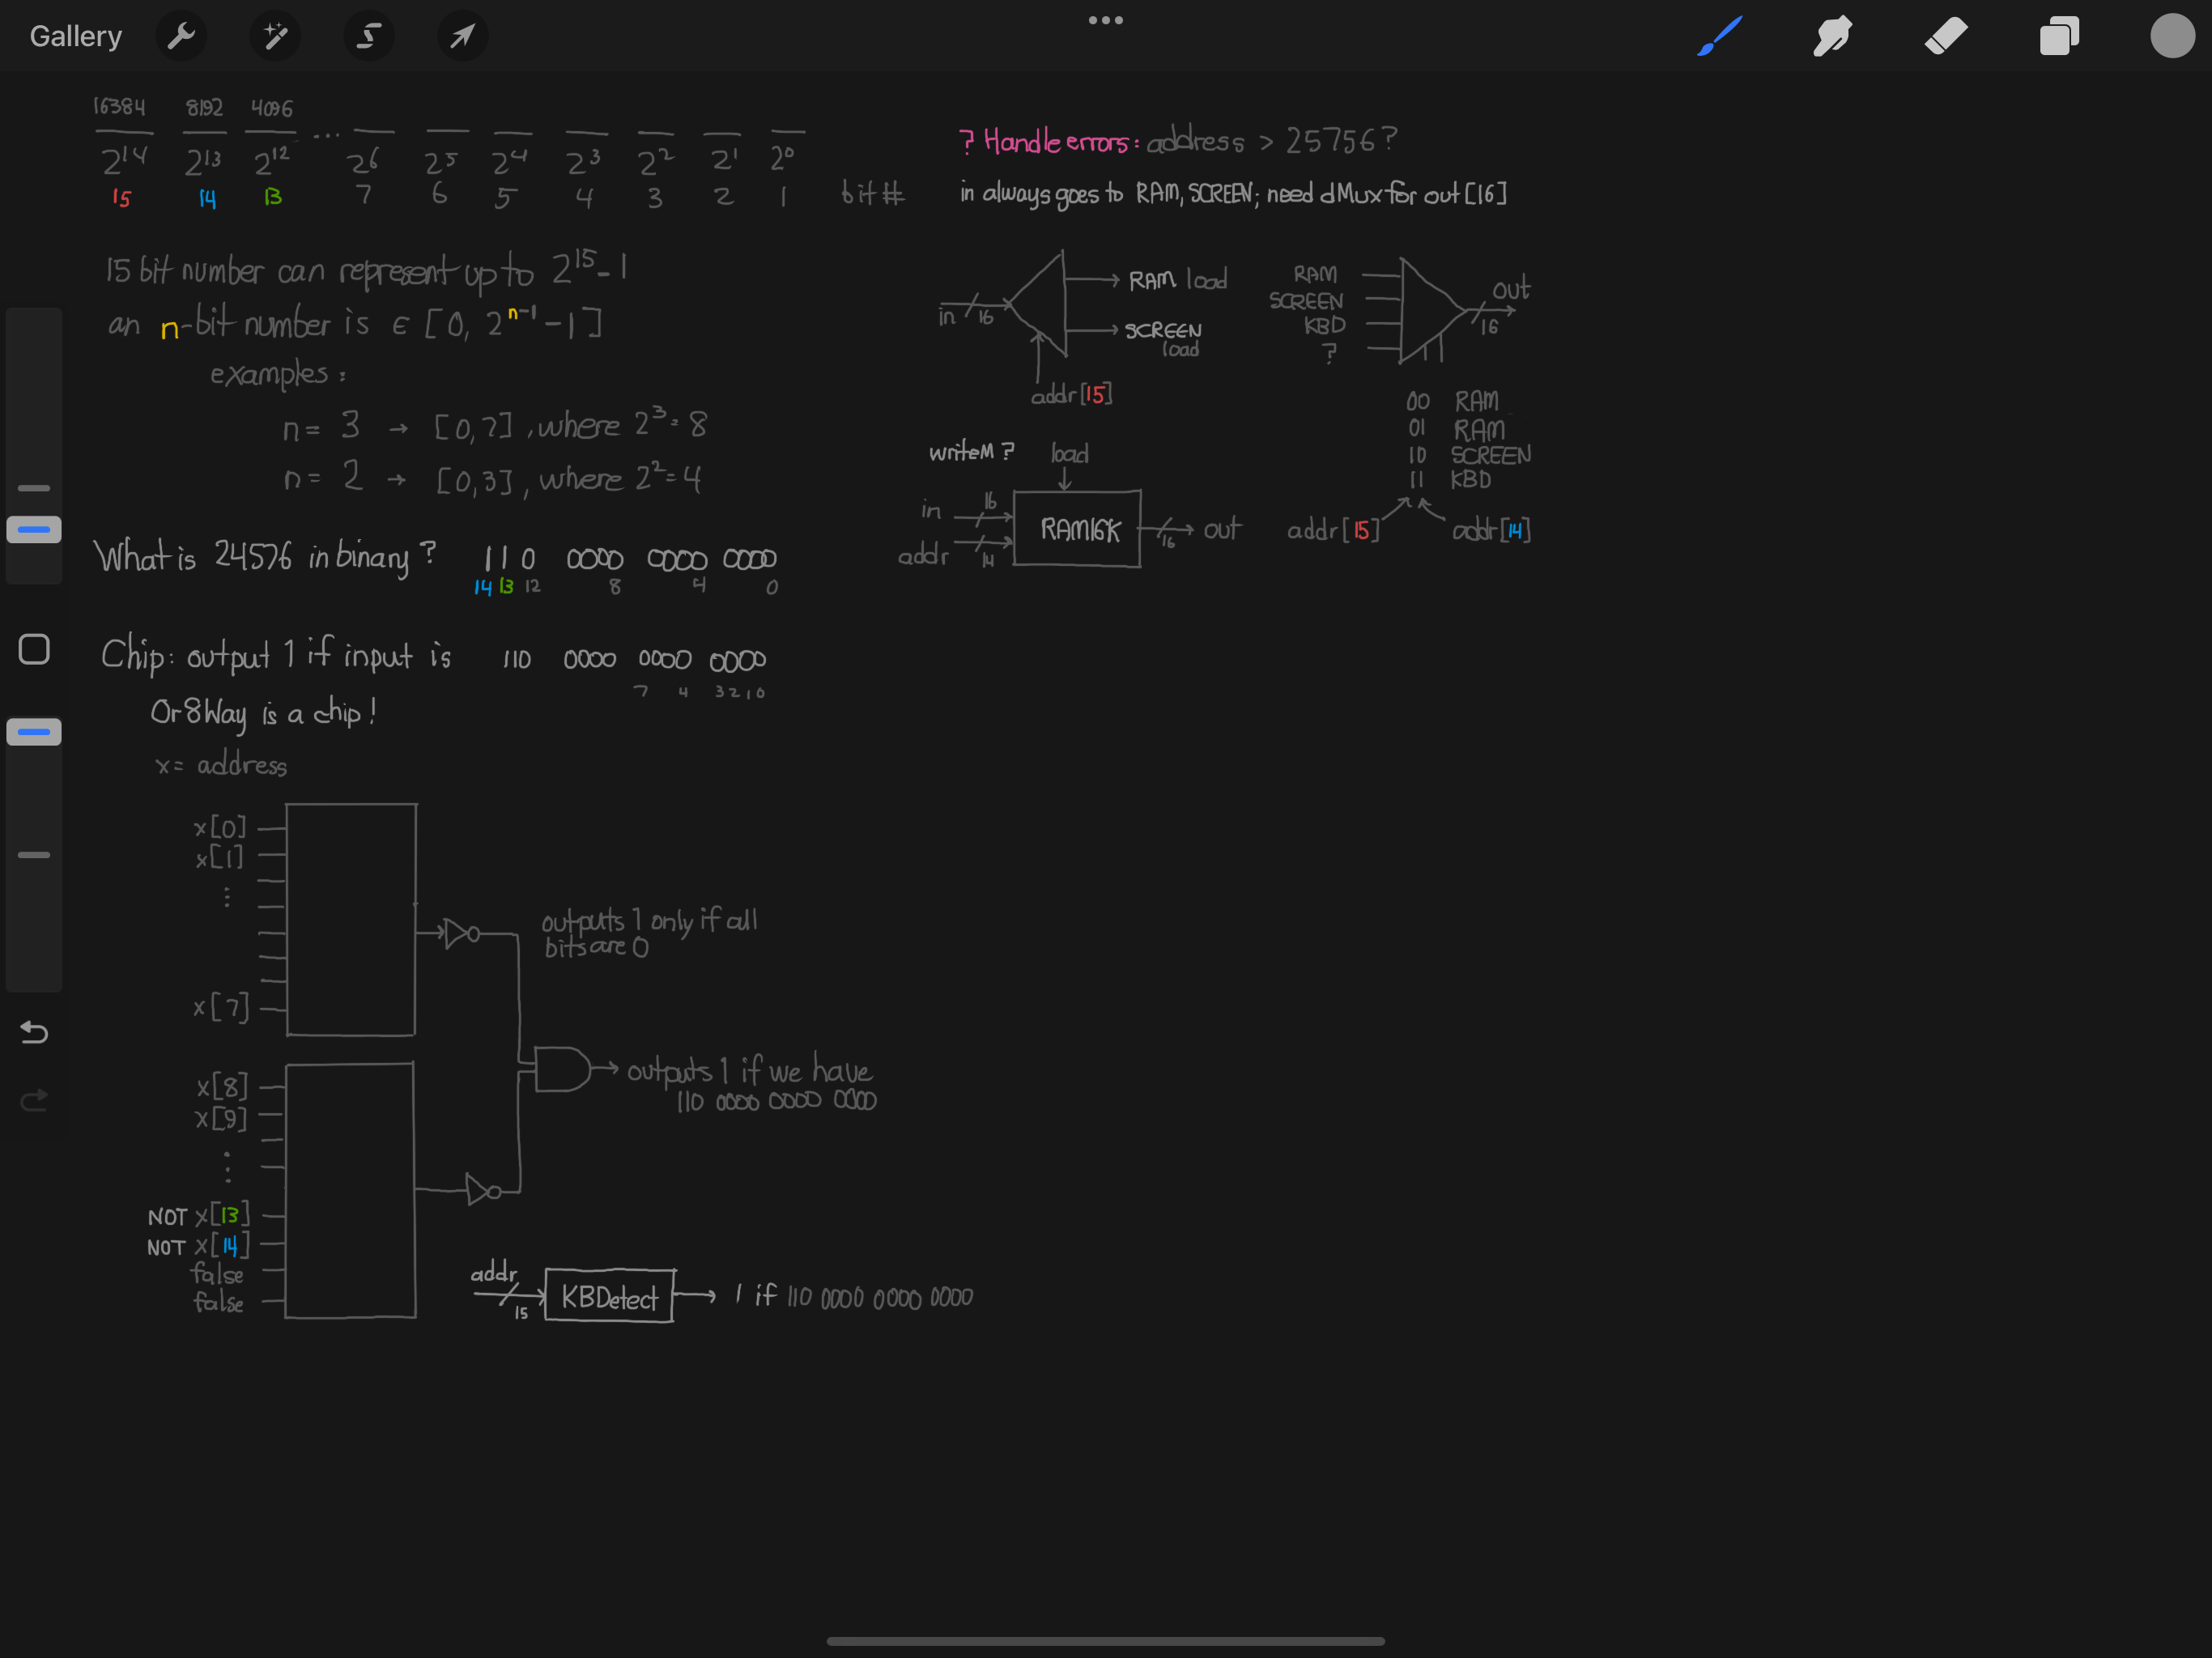 Gallery
16384 8192 4096
2^14 2^13 2^12 ... 2^6 2^5 2^4 2^3 2^2 2^1 2^0
15 14 13 7 6 5 4 3 2 1 bit#
15 bit number can represent up to 2^15-1
an n-bit number is ∈ [0, 2^n-1 -1]
examples:
n = 3 → [0,7], where 2^3=8
n = 2 → [0,3], where 2^2=4
What is 24576 in binary? 110 0000 0000 0000
14 13 12 8 4 0
Chip: output 1 if input is 110 0000 0000 0000
7 4 3210
Or8Way is a chip!
x = address
x[0]
x[1]
⋮
x[7]
outputs 1 only if all
bits are 0
x[8]
x[9]
⋮
NOT x[13]
NOT x[14]
false
false
outputs 1 if we have
110 0000 0000 0000
addr
15
KBDetect → 1 if 110 0000 0000 0000
? Handle errors: address > 25756?
in always goes to RAM, SCREEN; need dMux for out[16]
in 16
RAM load
SCREEN
load
addr[15]
RAM
SCREEN
KBD
?
out
16
00 RAM
01 RAM
10 SCREEN
11 KBD
addr[15] addr[14]
writeM? load
in 16
addr 14
RAM16K
16 out